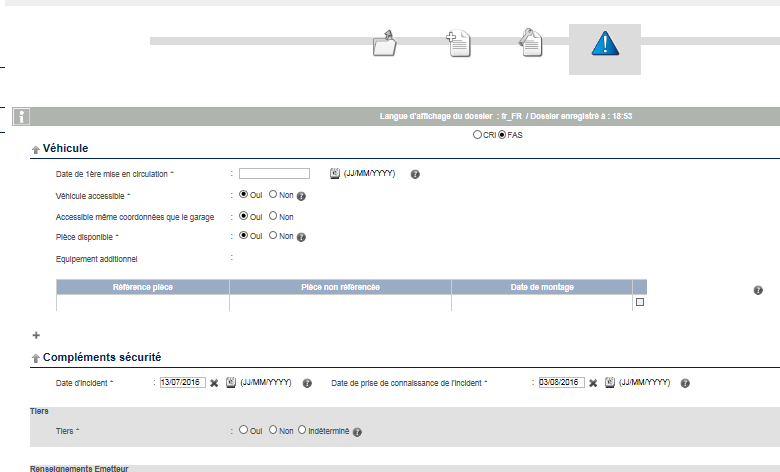 Langue d'affichage du dossier : fr_FR / Dossier enregistré à : 18:53
CRI FAS
Véhicule
Date de 1ère mise en circulation * : (JJ/MM/YYYY)
Véhicule accessible * : Oui Non
Accessible même coordonnées que le garage : Oui Non
Pièce disponible * : Oui Non
Equipement additionnel :
Référence pièce Pièce non référencée Date de montage
Compléments sécurité
Date d'incident * : 13/07/2016 (JJ/MM/YYYY) Date de prise de connaissance de l'incident * : 03/08/2016 (JJ/MM/YYYY)
Tiers
Tiers * : Oui Non Indéterminé
Renseignements Emetteur